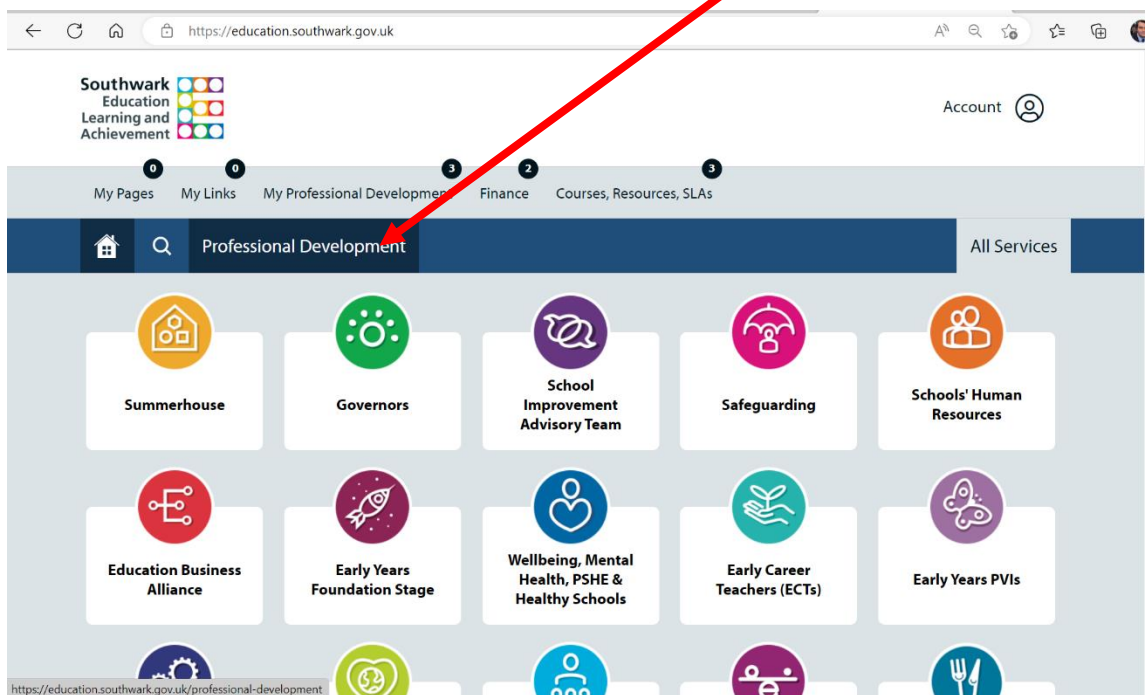 https://education.southwark.gov.uk
Southwark
Education
Learning and
Achievement
Account
0 0 3 2 3
My Pages My Links My Professional Development Finance Courses, Resources, SLAs
Professional Development All Services
Summerhouse
Governors
School
Improvement
Advisory Team
Safeguarding
Schools' Human
Resources
Education Business
Alliance
Early Years
Foundation Stage
Wellbeing, Mental
Health, PSHE &
Healthy Schools
Early Career
Teachers (ECTs)
Early Years PVIs
https://education.southwark.gov.uk/professional-development